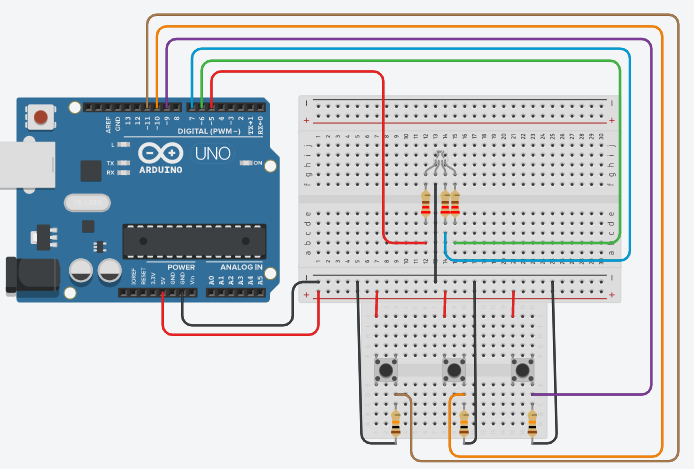 AREF
GND
13
12
~11
~10
~9
8
7
~6
~5
4
~3
2
TX→1
RX←0
DIGITAL (PWM~)
L
TX
RX
ARDUINO
UNO
ON
POWER
ANALOG IN
IOREF
RESET
3.3V
5V
GND
GND
Vin
A0
A1
A2
A3
A4
A5
j
i
h
g
f
e
d
c
b
a